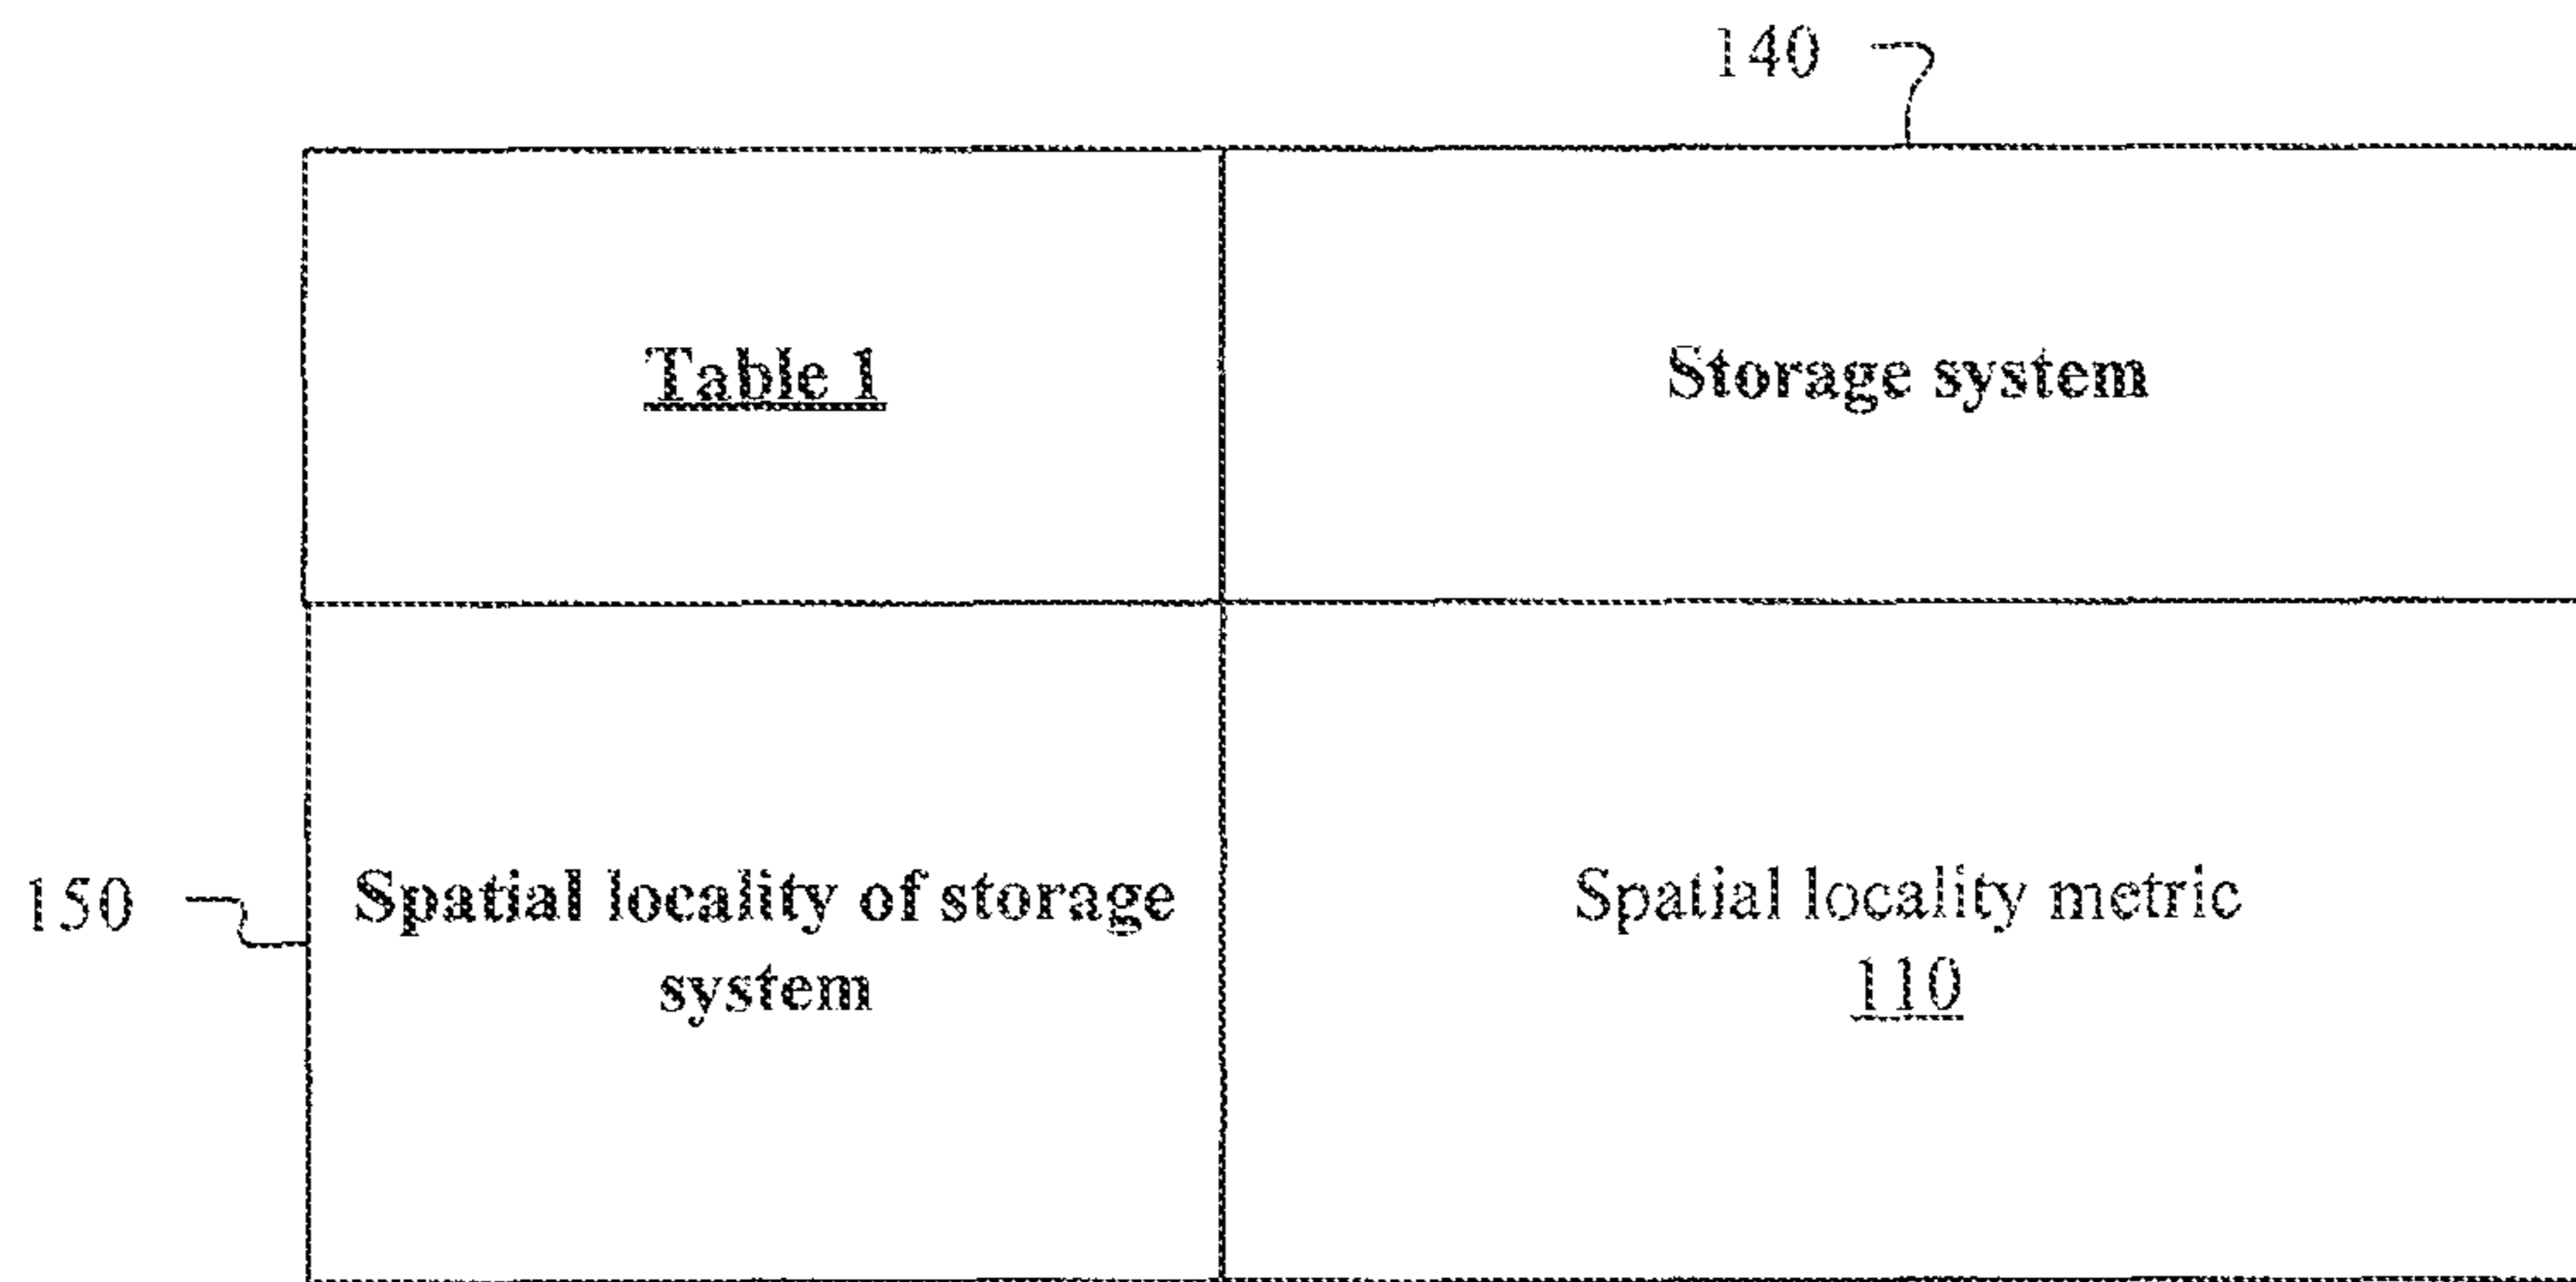 140
Table 1
Storage system
150
Spatial locality of storage
system
Spatial locality metric
110